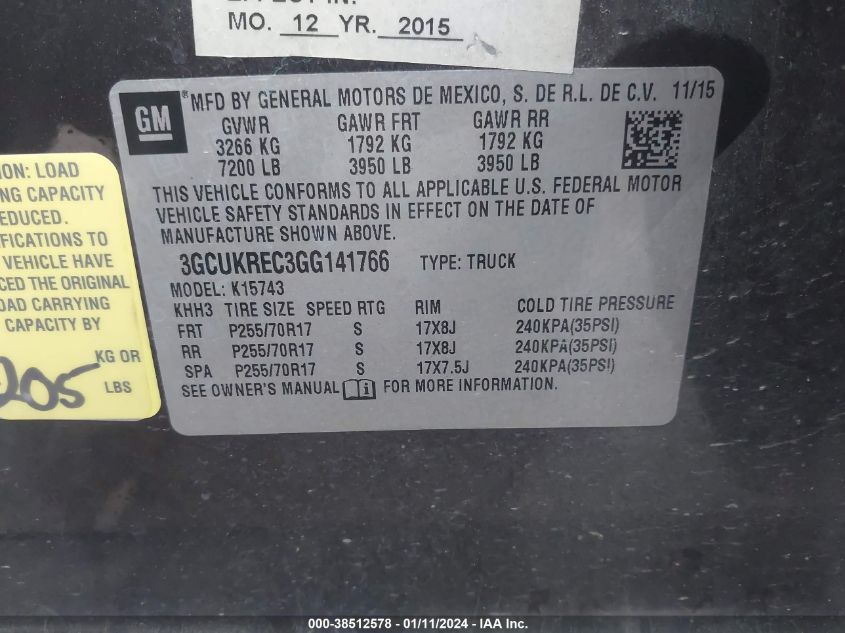 MO. 12 YR. 2015
GM
® MFD BY GENERAL MOTORS DE MEXICO, S. DE R.L. DE C.V. 11/15
GVWR GAWR FRT GAWR RR
3266 KG 1792 KG 1792 KG
7200 LB 3950 LB 3950 LB
THIS VEHICLE CONFORMS TO ALL APPLICABLE U.S. FEDERAL MOTOR
VEHICLE SAFETY STANDARDS IN EFFECT ON THE DATE OF
MANUFACTURE SHOWN ABOVE.
3GCUKREC3GG141766 TYPE: TRUCK
MODEL: K15743
KHH3 TIRE SIZE SPEED RTG RIM COLD TIRE PRESSURE
FRT P255/70R17 S 17X8J 240KPA(35PSI)
RR P255/70R17 S 17X8J 240KPA(35PSI)
SPA P255/70R17 S 17X7.5J 240KPA(35PSI)
SEE OWNER'S MANUAL FOR MORE INFORMATION.
ION: LOAD
NG CAPACITY
EDUCED.
FICATIONS TO
VEHICLE HAVE
CED THE ORIGINAL
OAD CARRYING
CAPACITY BY
KG OR
205 LBS
000-38512578 - 01/11/2024 - IAA Inc.